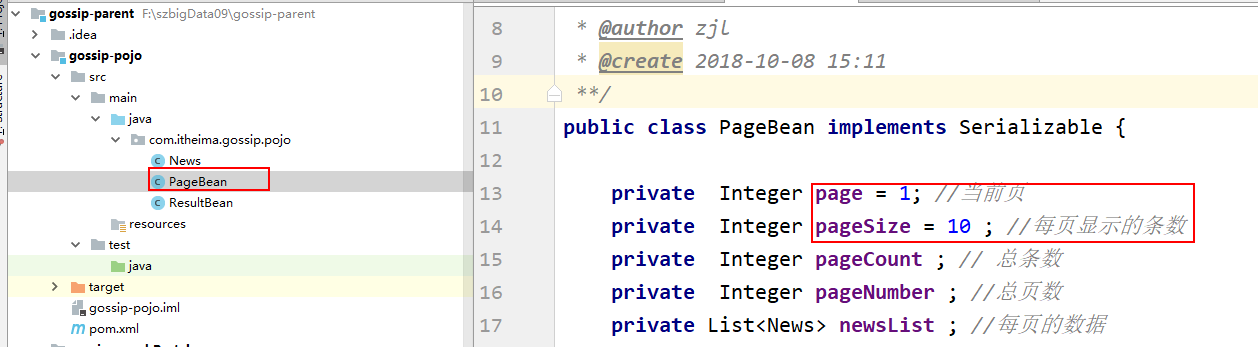 gossip-parent F:\szbigData09\gossip-parent
.idea
gossip-pojo
src
main
java
com.itheima.gossip.pojo
C News
C PageBean
C ResultBean
resources
test
java
target
gossip-pojo.iml
m pom.xml
8 * @author zjl
9 * @create 2018-10-08 15:11
10 **/
11 public class PageBean implements Serializable {
12
13 private Integer page = 1; //当前页
14 private Integer pageSize = 10 ; //每页显示的条数
15 private Integer pageCount ; // 总条数
16 private Integer pageNumber ; //总页数
17 private List<News> newsList ; //每页的数据